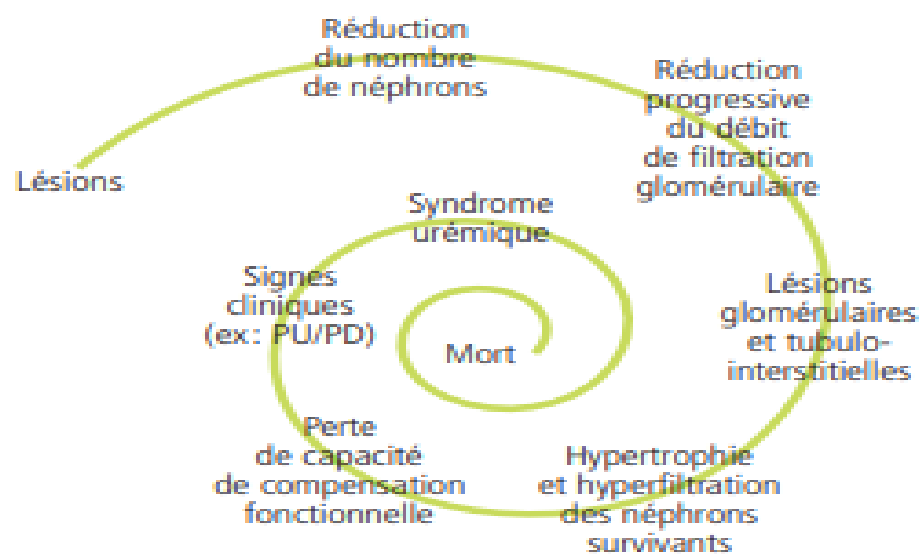 Lésions
Réduction
du nombre
de néphrons
Réduction
progressive
du débit
de filtration
glomérulaire
Lésions
glomérulaires
et tubulo-
interstitielles
Hypertrophie
et hyperfiltration
des néphrons
survivants
Perte
de capacité
de compensation
fonctionnelle
Signes
cliniques
(ex: PU/PD)
Syndrome
urémique
Mort